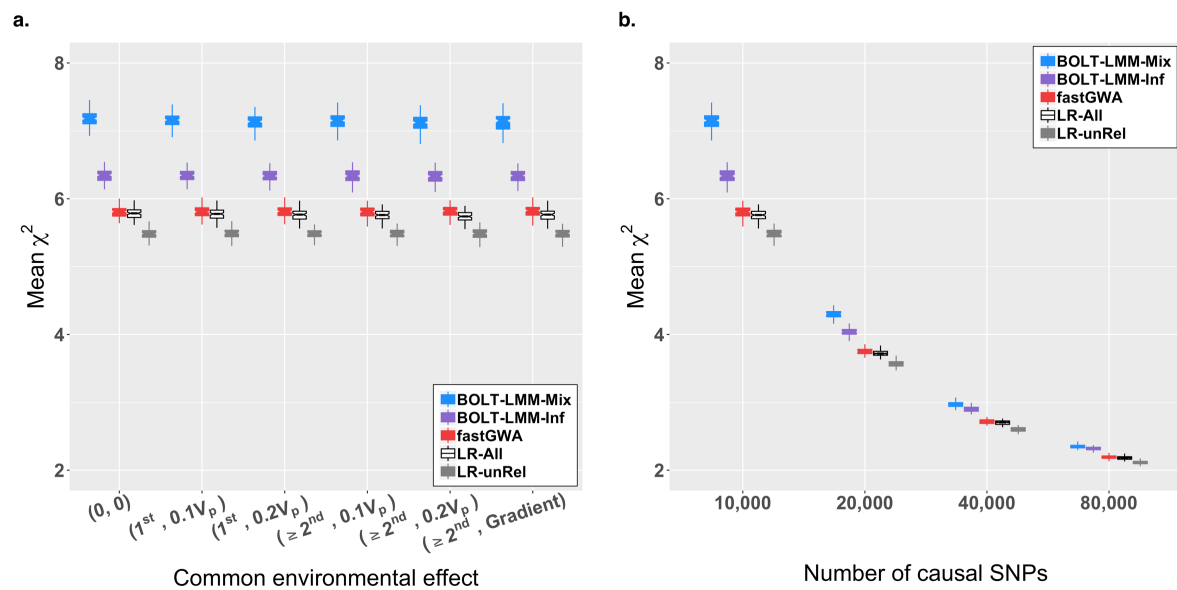 a.
8
6
4
2
Mean χ²
BOLT-LMM-Mix
BOLT-LMM-Inf
fastGWA
LR-All
LR-unRel
(0, 0)
(1st , 0.1Vp)
(1st , 0.2Vp)
(≥ 2nd , 0.1Vp)
(≥ 2nd , 0.2Vp)
(≥ 2nd , Gradient)
Common environmental effect
b.
8
6
4
2
Mean χ²
BOLT-LMM-Mix
BOLT-LMM-Inf
fastGWA
LR-All
LR-unRel
10,000
20,000
40,000
80,000
Number of causal SNPs